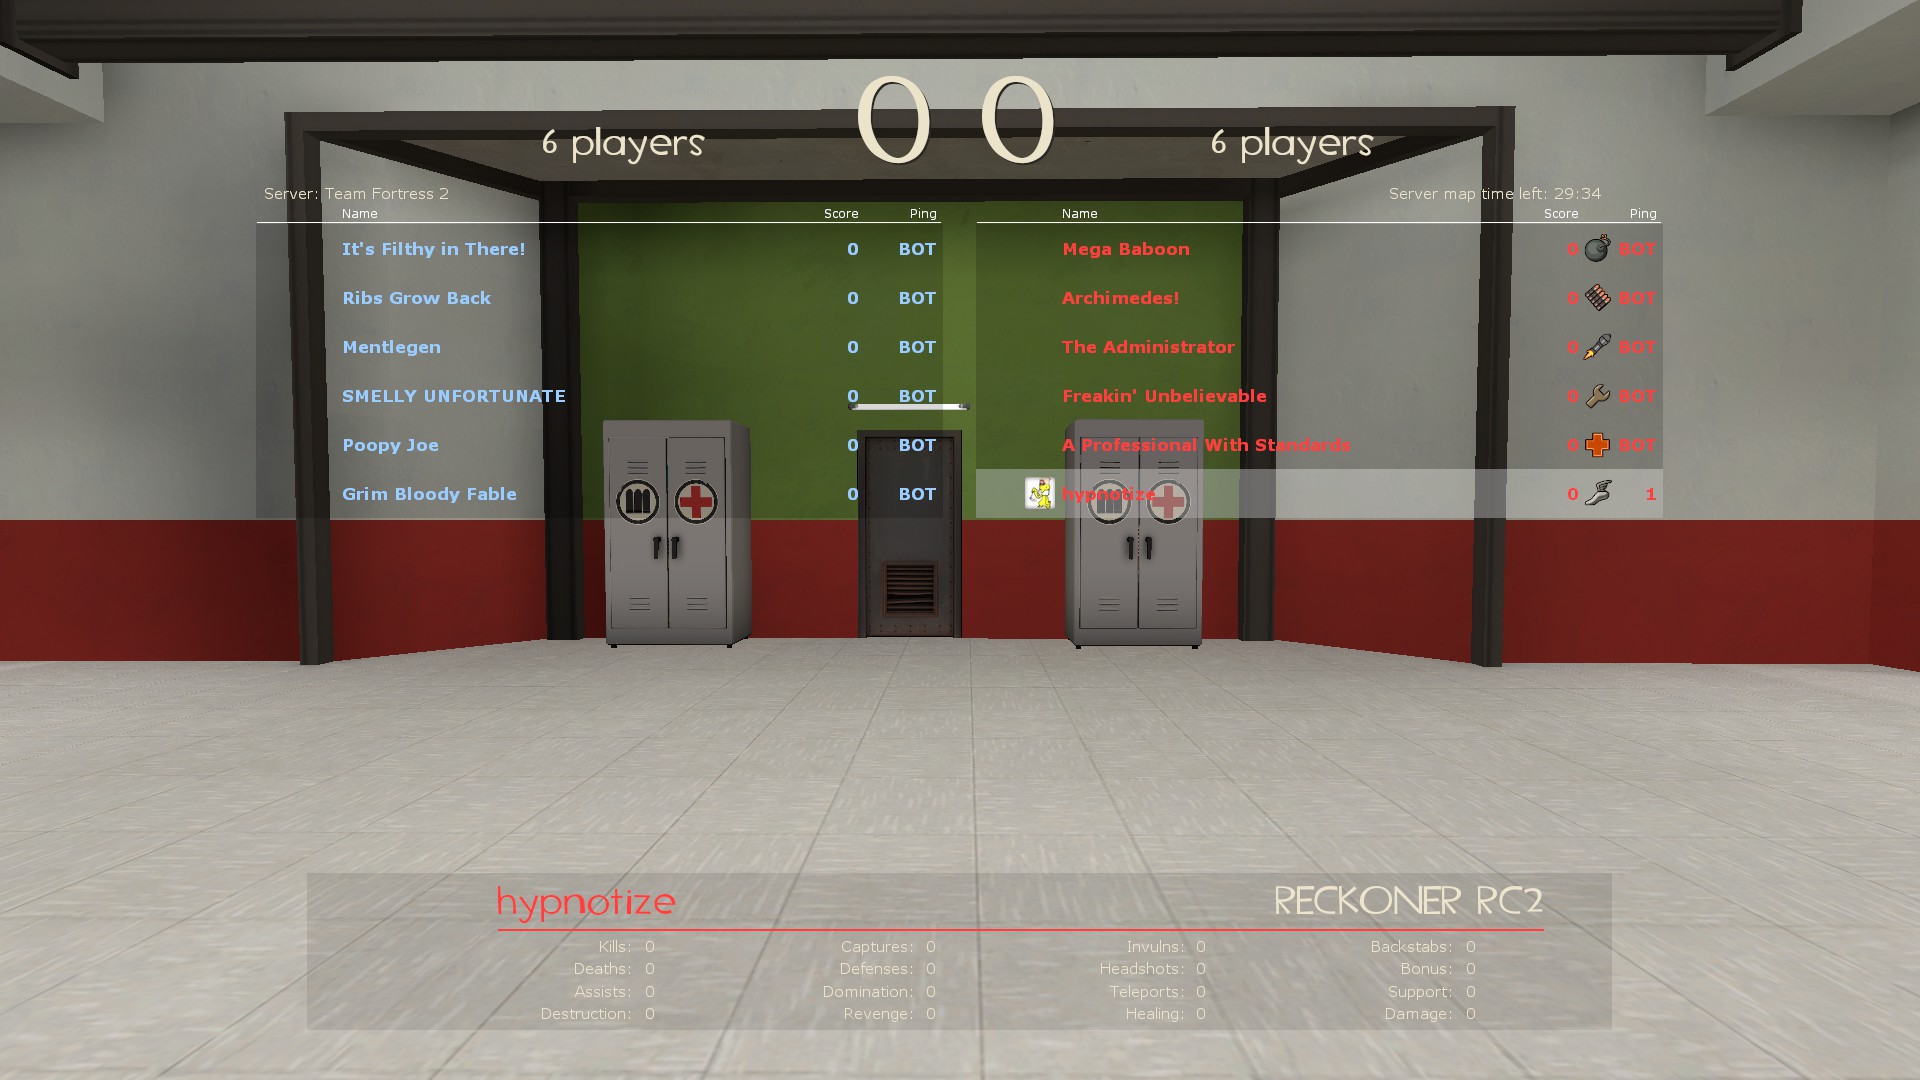 0 0
6 players 6 players
Server: Team Fortress 2 Server map time left: 29:34
Name Score Ping Name Score Ping
It's Filthy in There! 0 BOT Mega Baboon 0 BOT
Ribs Grow Back 0 BOT Archimedes! 0 BOT
Mentlegen 0 BOT The Administrator 0 BOT
SMELLY UNFORTUNATE 0 BOT Freakin' Unbelievable 0 BOT
Poopy Joe 0 BOT A Professional With Standards 0 BOT
Grim Bloody Fable 0 BOT hypnotize 0 1
hypnotize RECKONER RC2
Kills: 0 Captures: 0 Invulns: 0 Backstabs: 0
Deaths: 0 Defenses: 0 Headshots: 0 Bonus: 0
Assists: 0 Domination: 0 Teleports: 0 Support: 0
Destruction: 0 Revenge: 0 Healing: 0 Damage: 0